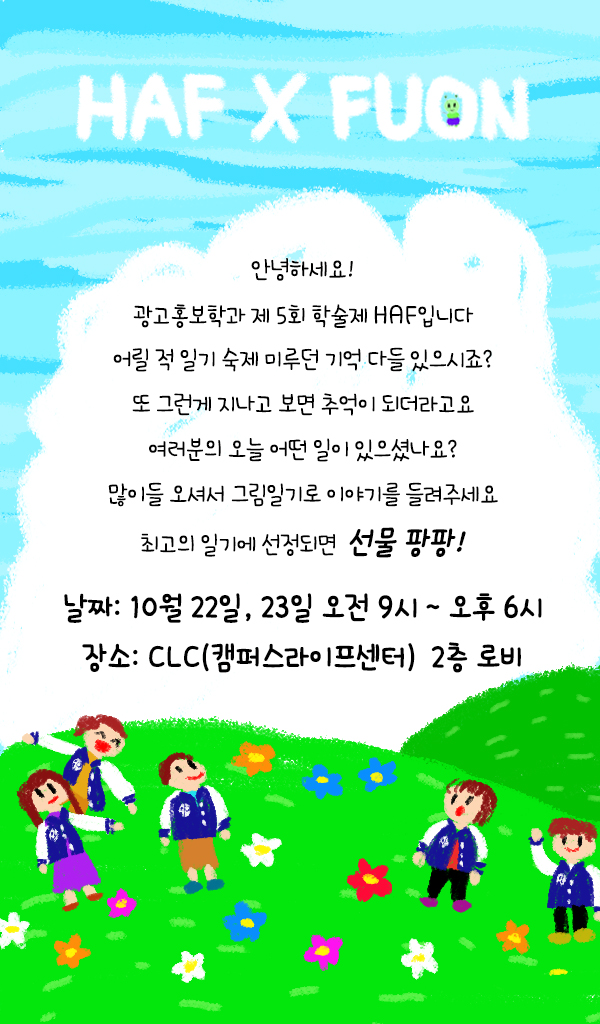 HAF X FUON
안녕하세요!
광고홍보학과 제 5회 학술제 HAF입니다
어릴 적 일기 숙제 미루던 기억 다들 있으시죠?
또 그런게 지나고 보면 추억이 되더라고요
여러분의 오늘 어떤 일이 있으셨나요?
많이들 오셔서 그림일기로 이야기를 들려주세요
최고의 일기에 선정되면 선물 팡팡!
날짜: 10월 22일, 23일 오전 9시 ~ 오후 6시
장소: CLC(캠퍼스라이프센터) 2층 로비